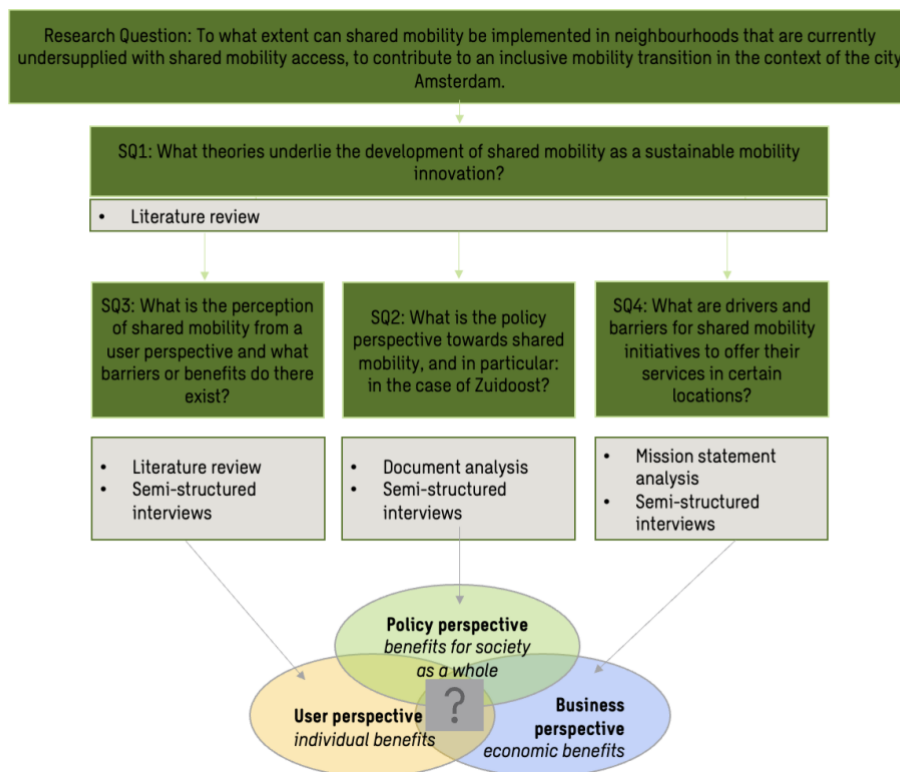 Research Question: To what extent can shared mobility be implemented in neighbourhoods that are currently
undersupplied with shared mobility access, to contribute to an inclusive mobility transition in the context of the city
Amsterdam.
SQ1: What theories underlie the development of shared mobility as a sustainable mobility
innovation?
• Literature review
SQ3: What is the perception
of shared mobility from a
user perspective and what
barriers or benefits do there
exist?
SQ2: What is the policy
perspective towards shared
mobility, and in particular:
in the case of Zuidoost?
SQ4: What are drivers and
barriers for shared mobility
initiatives to offer their
services in certain
locations?
• Literature review
• Semi-structured
interviews
• Document analysis
• Semi-structured
interviews
• Mission statement
analysis
• Semi-structured
interviews
Policy perspective
benefits for society
as a whole
?
User perspective
individual benefits
Business
perspective
economic benefits